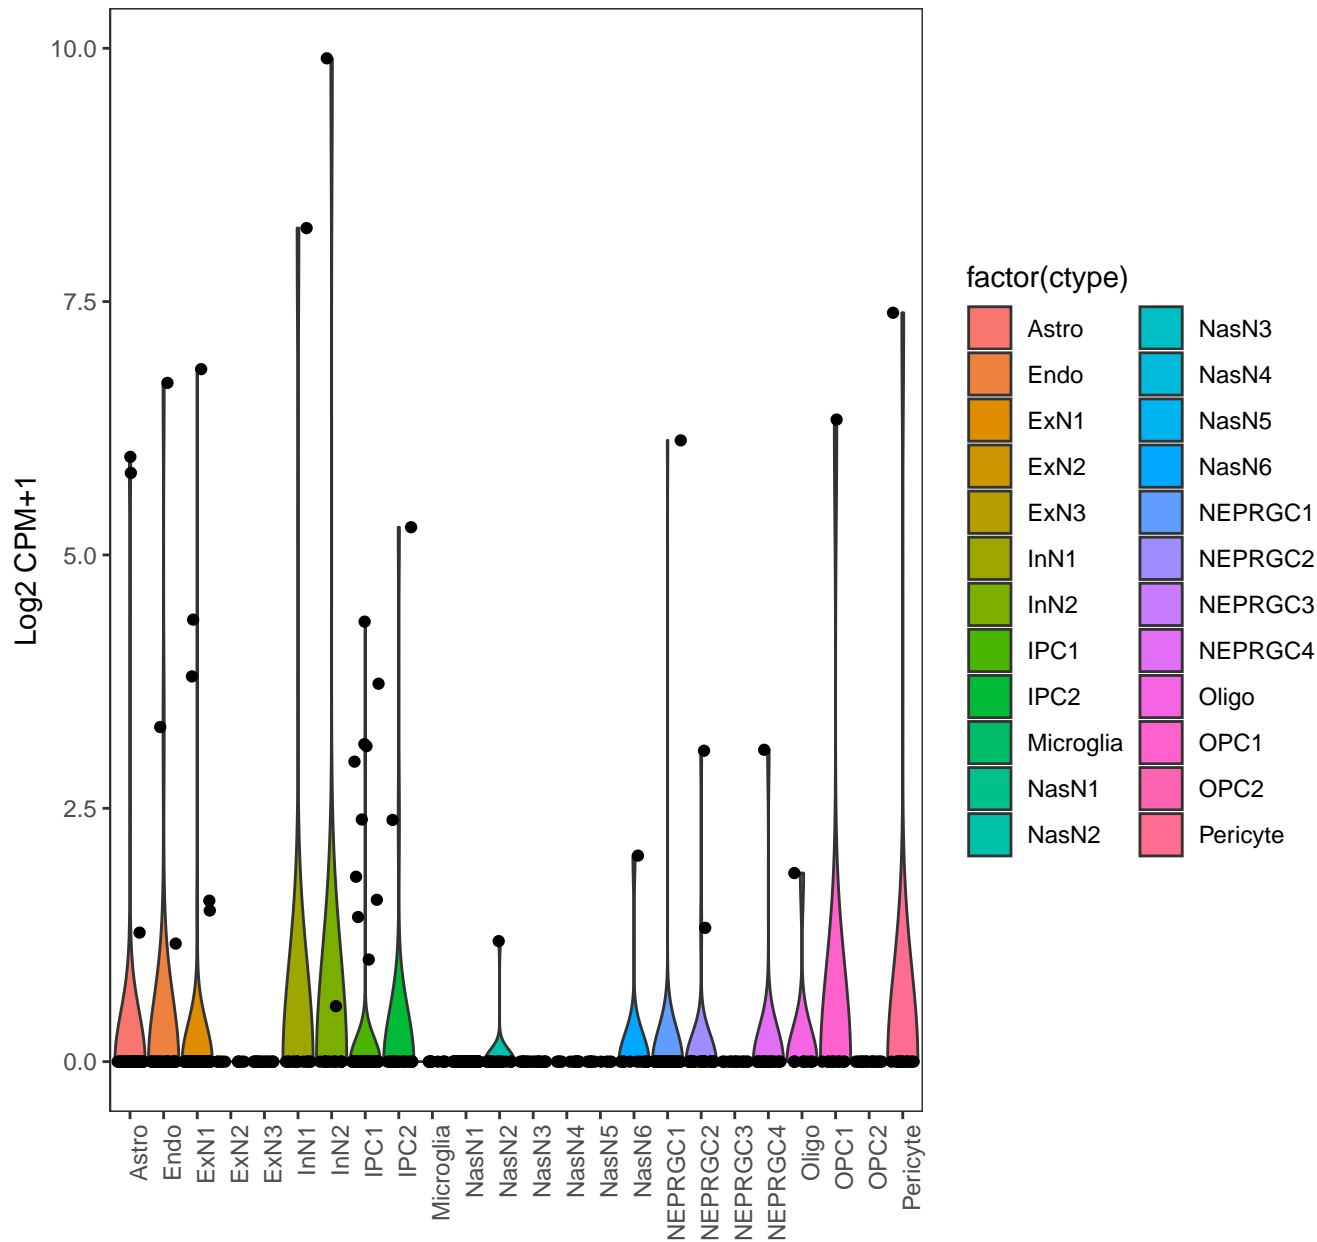 10.0
7.5
5.0
2.5
0.0
Log2 CPM+1
Astro
Endo
ExN1
ExN2
ExN3
InN1
InN2
IPC1
IPC2
Microglia
NasN1
NasN2
NasN3
NasN4
NasN5
NasN6
NEPRGC1
NEPRGC2
NEPRGC3
NEPRGC4
Oligo
OPC1
OPC2
Pericyte
factor(ctype)
Astro
Endo
ExN1
ExN2
ExN3
InN1
InN2
IPC1
IPC2
Microglia
NasN1
NasN2
NasN3
NasN4
NasN5
NasN6
NEPRGC1
NEPRGC2
NEPRGC3
NEPRGC4
Oligo
OPC1
OPC2
Pericyte